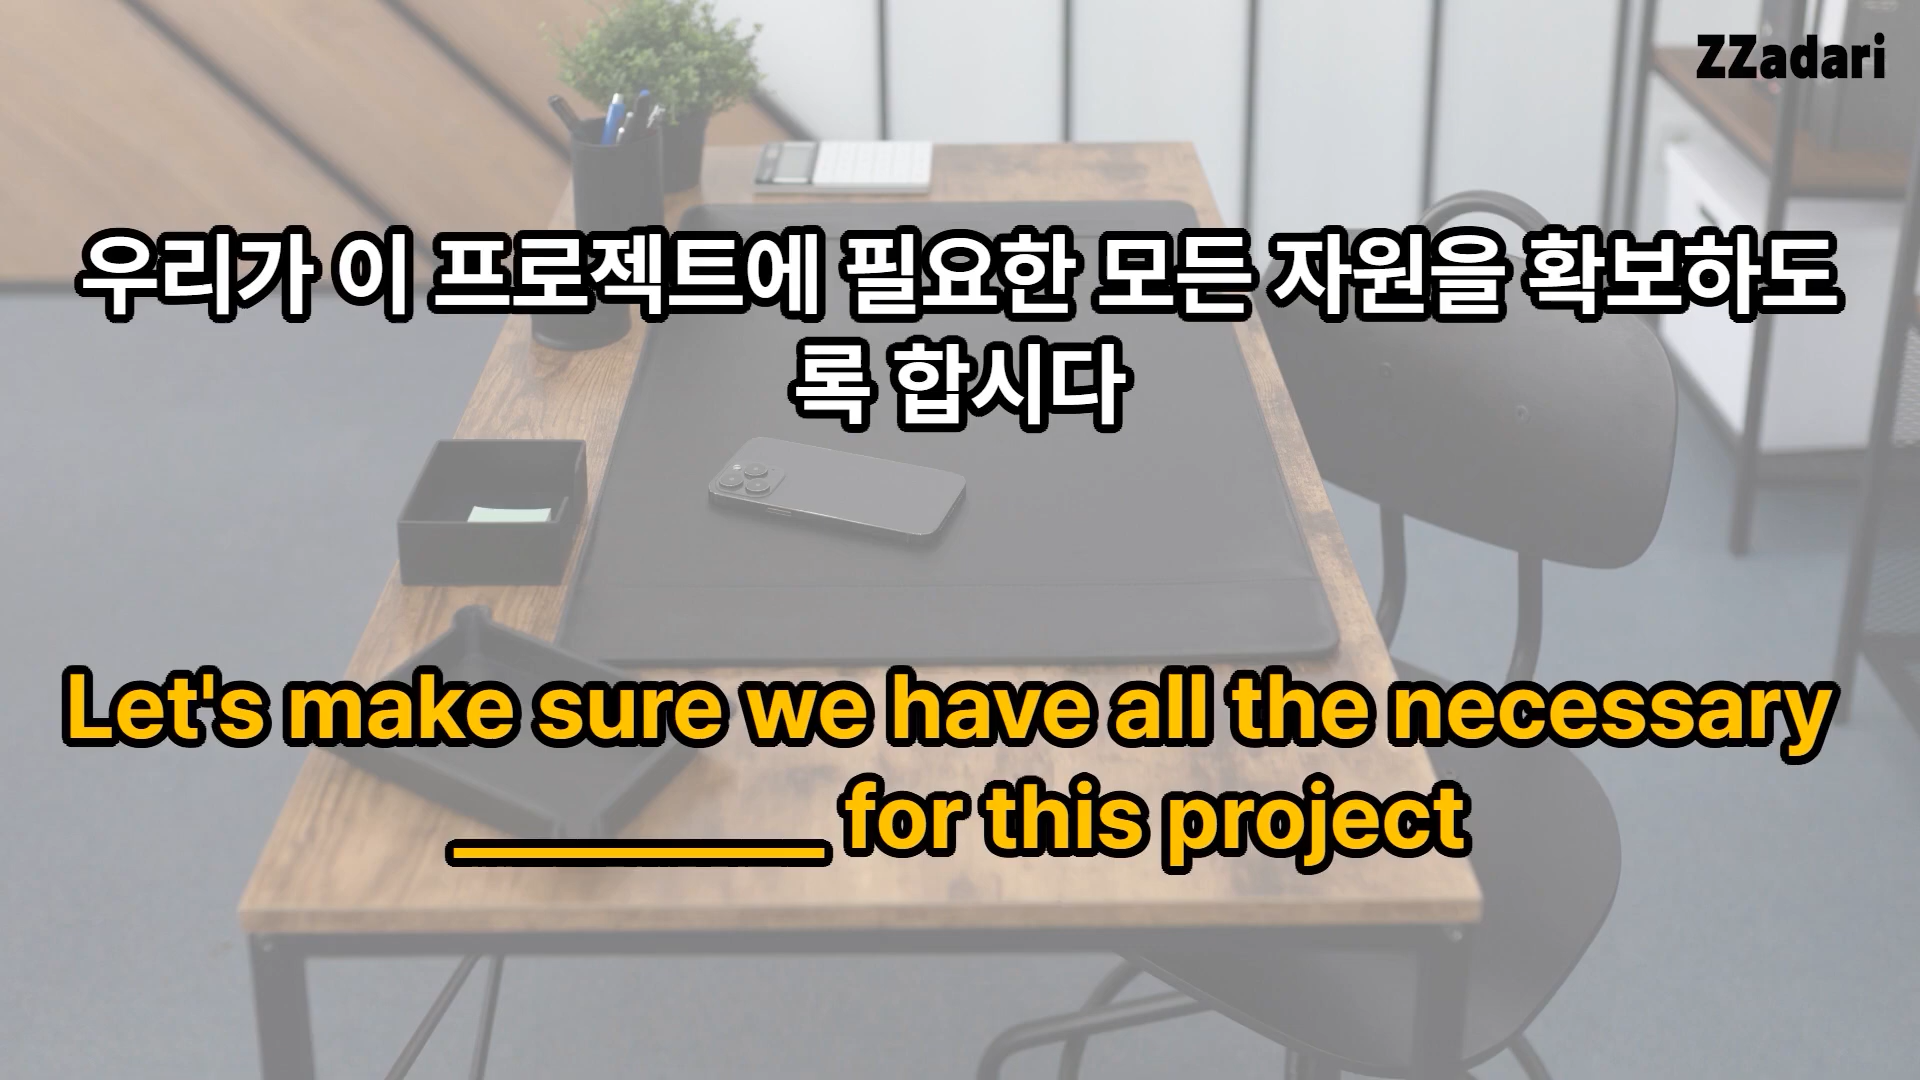 ZZadari
우리가 이 프로젝트에 필요한 모든 자원을 확보하도
록 합시다
Let's make sure we have all the necessary
__________ for this project